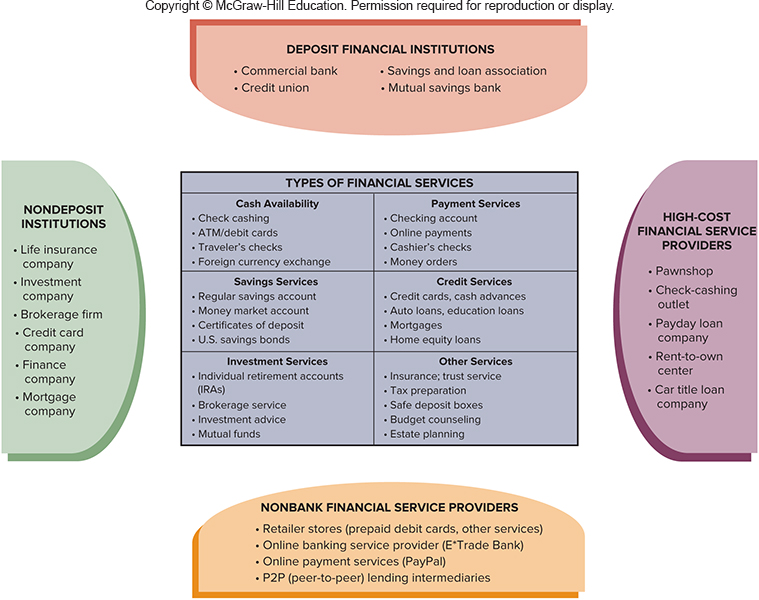 Copyright © McGraw-Hill Education. Permission required for reproduction or display.
DEPOSIT FINANCIAL INSTITUTIONS
• Commercial bank
• Savings and loan association
• Credit union
• Mutual savings bank
NONDEPOSIT
INSTITUTIONS
• Life insurance
company
• Investment
company
• Brokerage firm
• Credit card
company
• Finance
company
• Mortgage
company
TYPES OF FINANCIAL SERVICES
Cash Availability
• Check cashing
• ATM/debit cards
• Traveler's checks
• Foreign currency exchange
Payment Services
• Checking account
• Online payments
• Cashier's checks
• Money orders
Savings Services
• Regular savings account
• Money market account
• Certificates of deposit
• U.S. savings bonds
Credit Services
• Credit cards, cash advances
• Auto loans, education loans
• Mortgages
• Home equity loans
Investment Services
• Individual retirement accounts
(IRAs)
• Brokerage service
• Investment advice
• Mutual funds
Other Services
• Insurance; trust service
• Tax preparation
• Safe deposit boxes
• Budget counseling
• Estate planning
HIGH-COST
FINANCIAL SERVICE
PROVIDERS
• Pawnshop
• Check-cashing
outlet
• Payday loan
company
• Rent-to-own
center
• Car title loan
company
NONBANK FINANCIAL SERVICE PROVIDERS
• Retailer stores (prepaid debit cards, other services)
• Online banking service provider (E*Trade Bank)
• Online payment services (PayPal)
• P2P (peer-to-peer) lending intermediaries